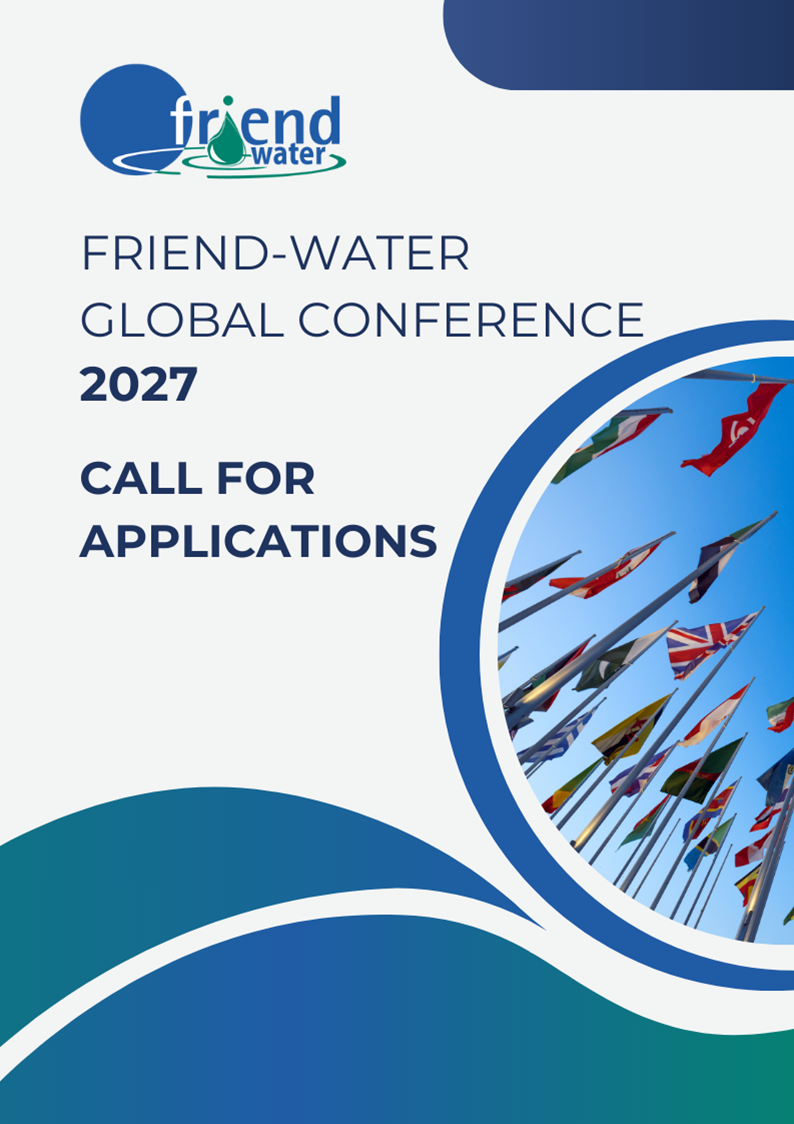 friend
water
FRIEND-WATER
GLOBAL CONFERENCE
2027
CALL FOR
APPLICATIONS